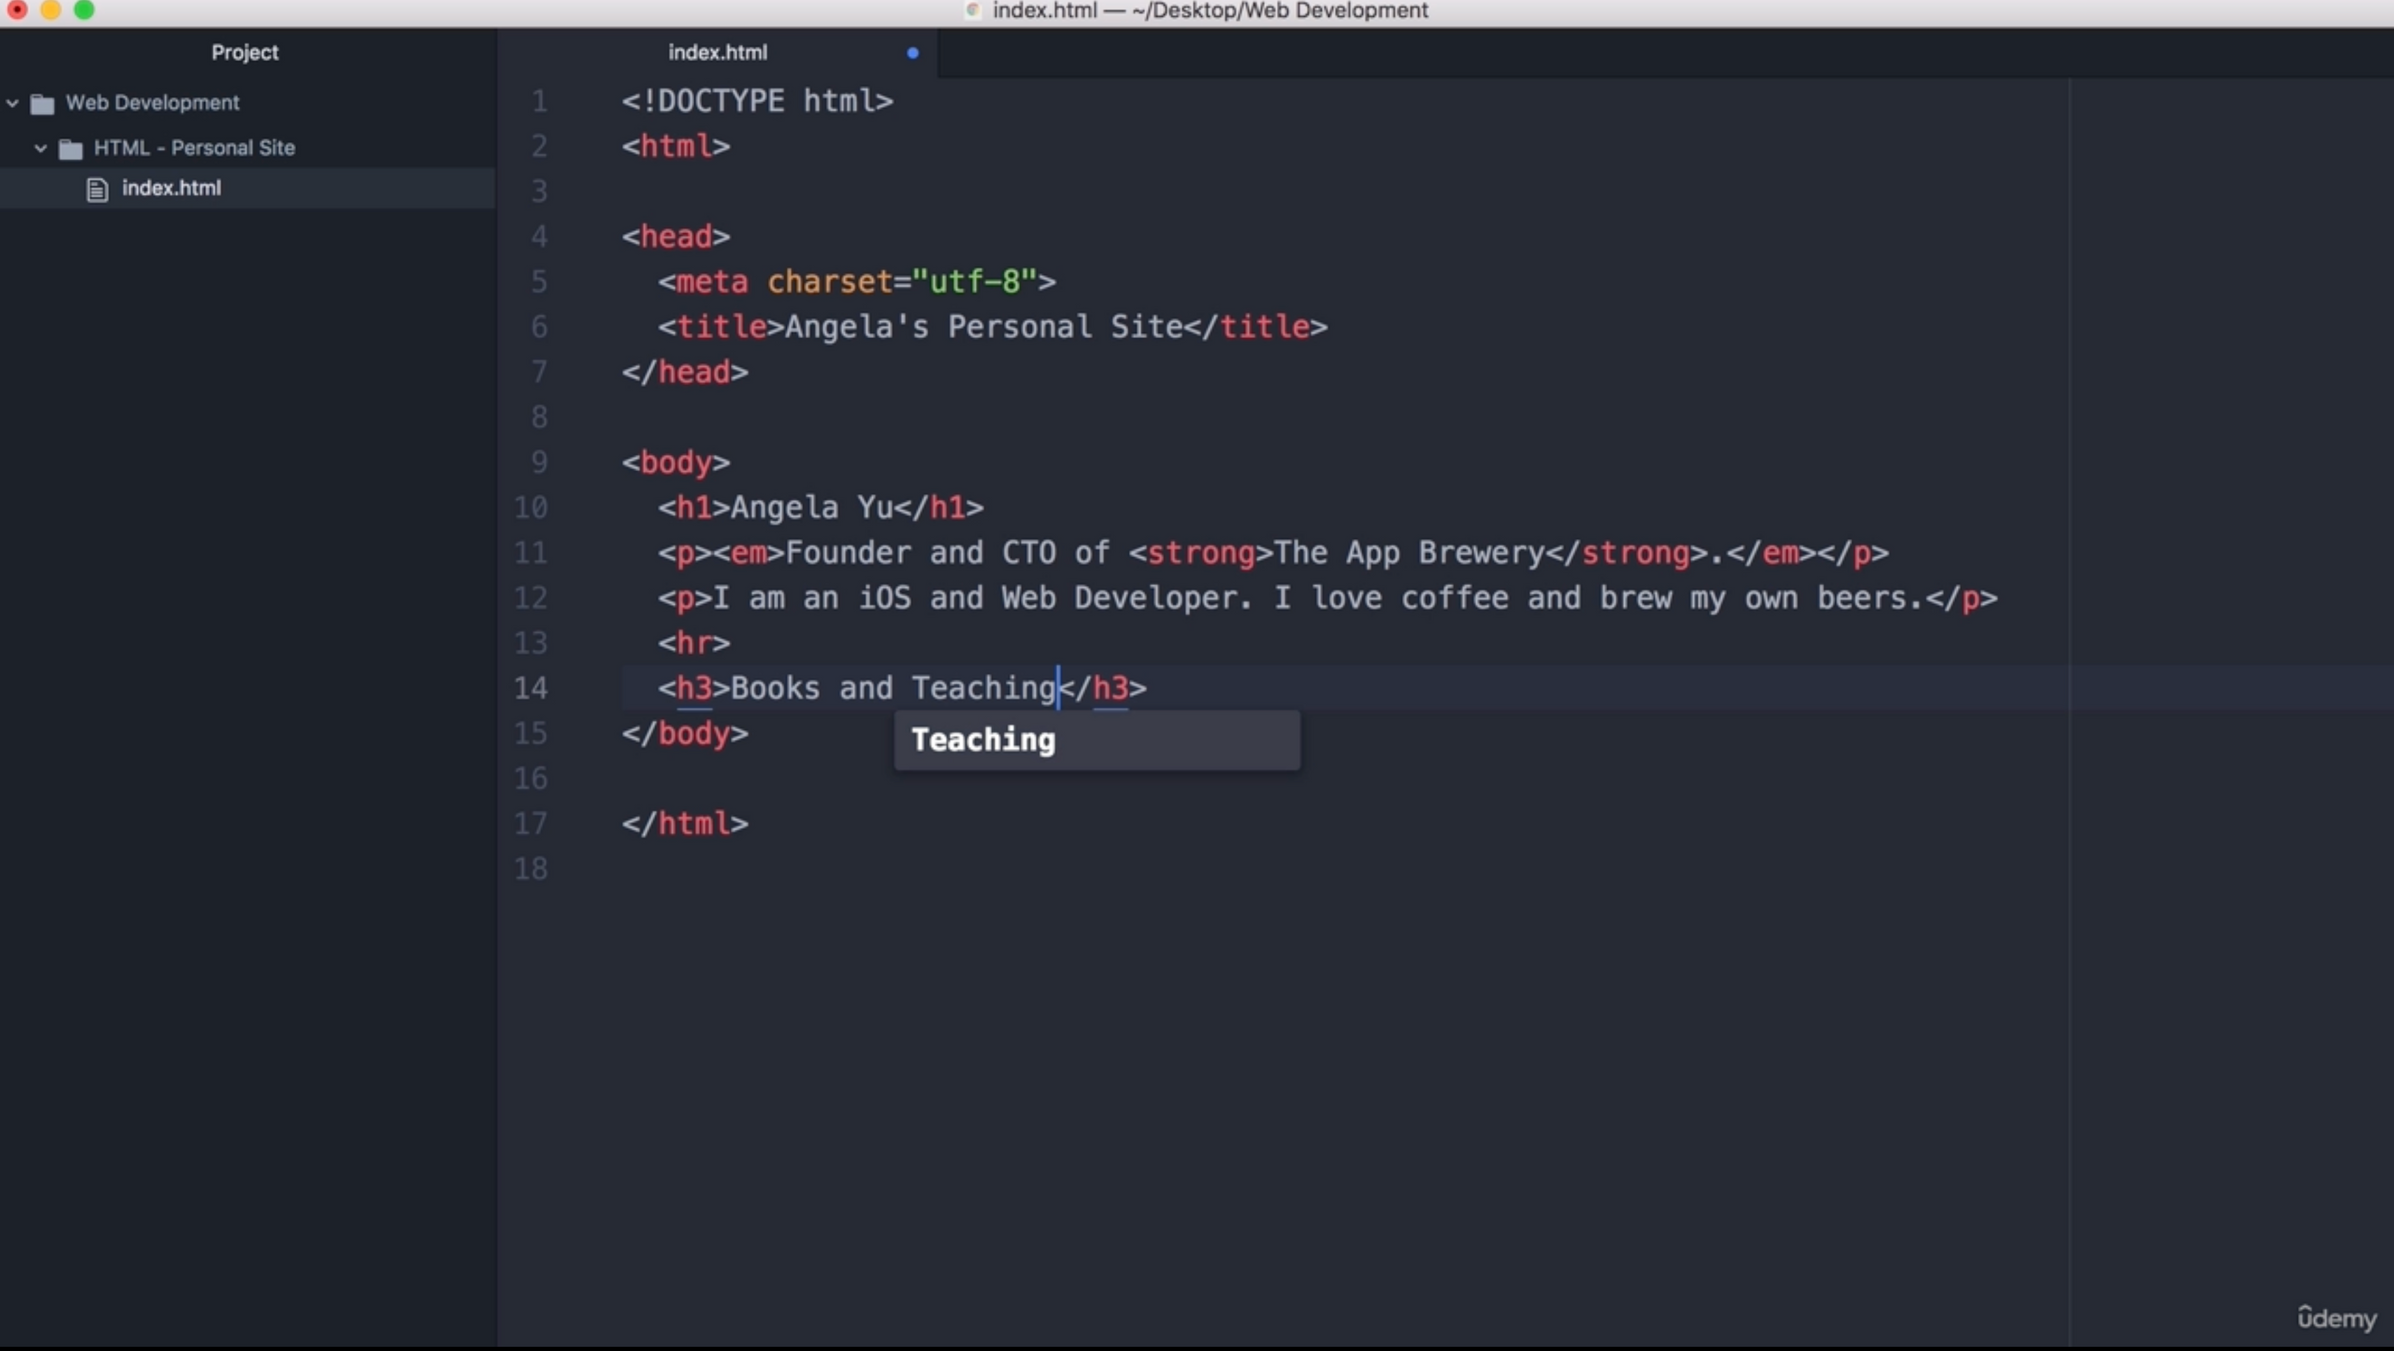 index.html — ~/Desktop/Web Development
Project
Web Development
HTML - Personal Site
index.html
index.html
1 <!DOCTYPE html>
2 <html>
3
4 <head>
5   <meta charset="utf-8">
6   <title>Angela's Personal Site</title>
7 </head>
8
9 <body>
10   <h1>Angela Yu</h1>
11   <p><em>Founder and CTO of <strong>The App Brewery</strong>.</em></p>
12   <p>I am an iOS and Web Developer. I love coffee and brew my own beers.</p>
13   <hr>
14   <h3>Books and Teaching</h3>
Teaching
15 </body>
16
17 </html>
18
ûdemy